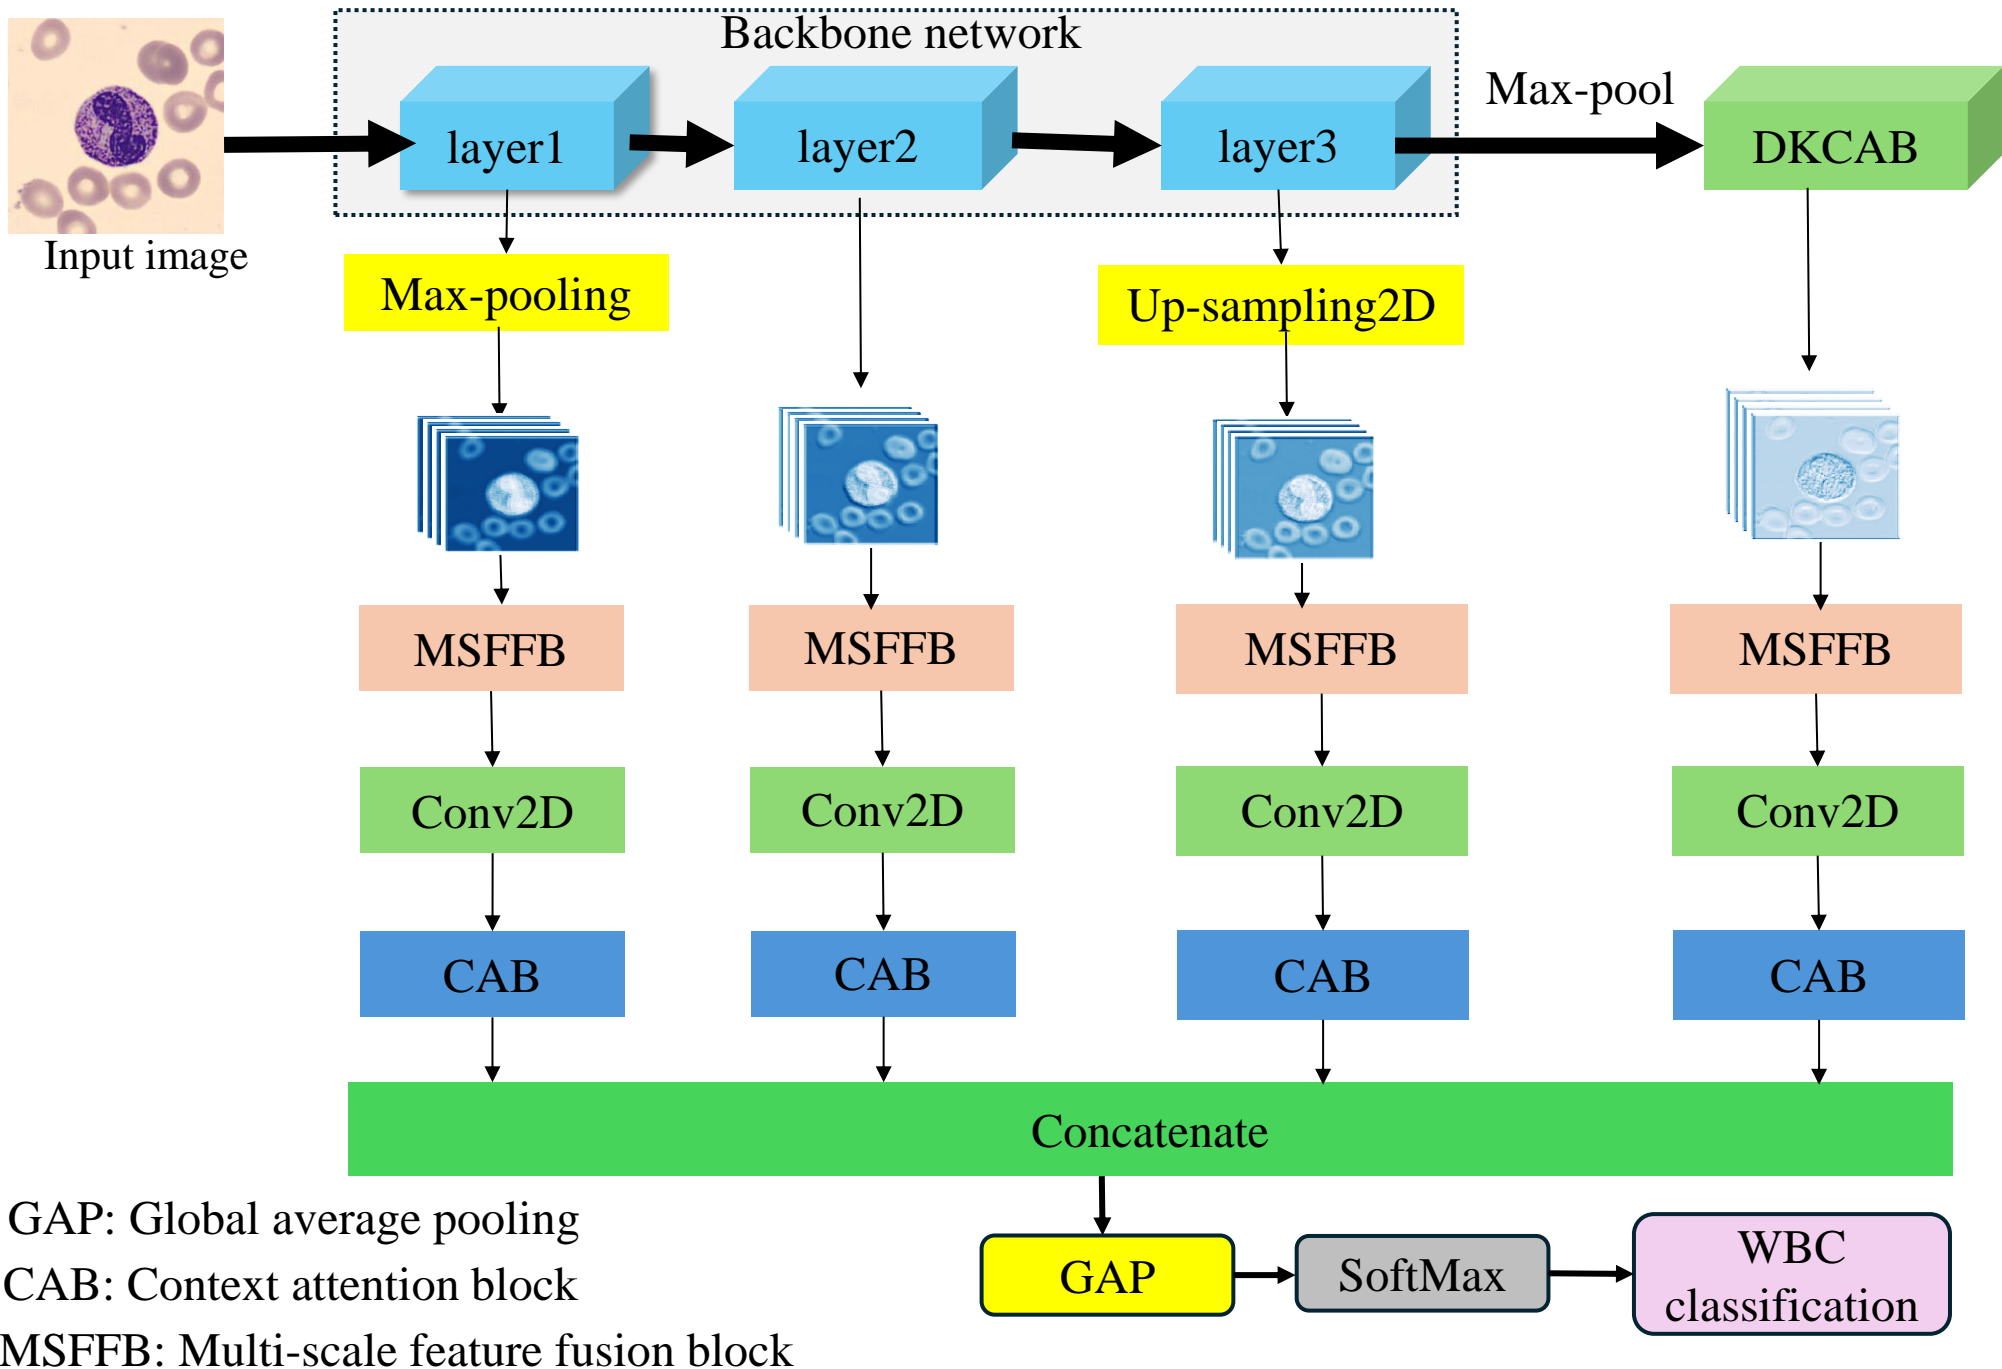 Backbone network
layer1
layer2
layer3
Max-pool
DKCAB
Input image
Max-pooling
Up-sampling2D
MSFFB
MSFFB
MSFFB
MSFFB
Conv2D
Conv2D
Conv2D
Conv2D
CAB
CAB
CAB
CAB
Concatenate
GAP
SoftMax
WBC
classification
GAP: Global average pooling
CAB: Context attention block
MSFFB: Multi-scale feature fusion block